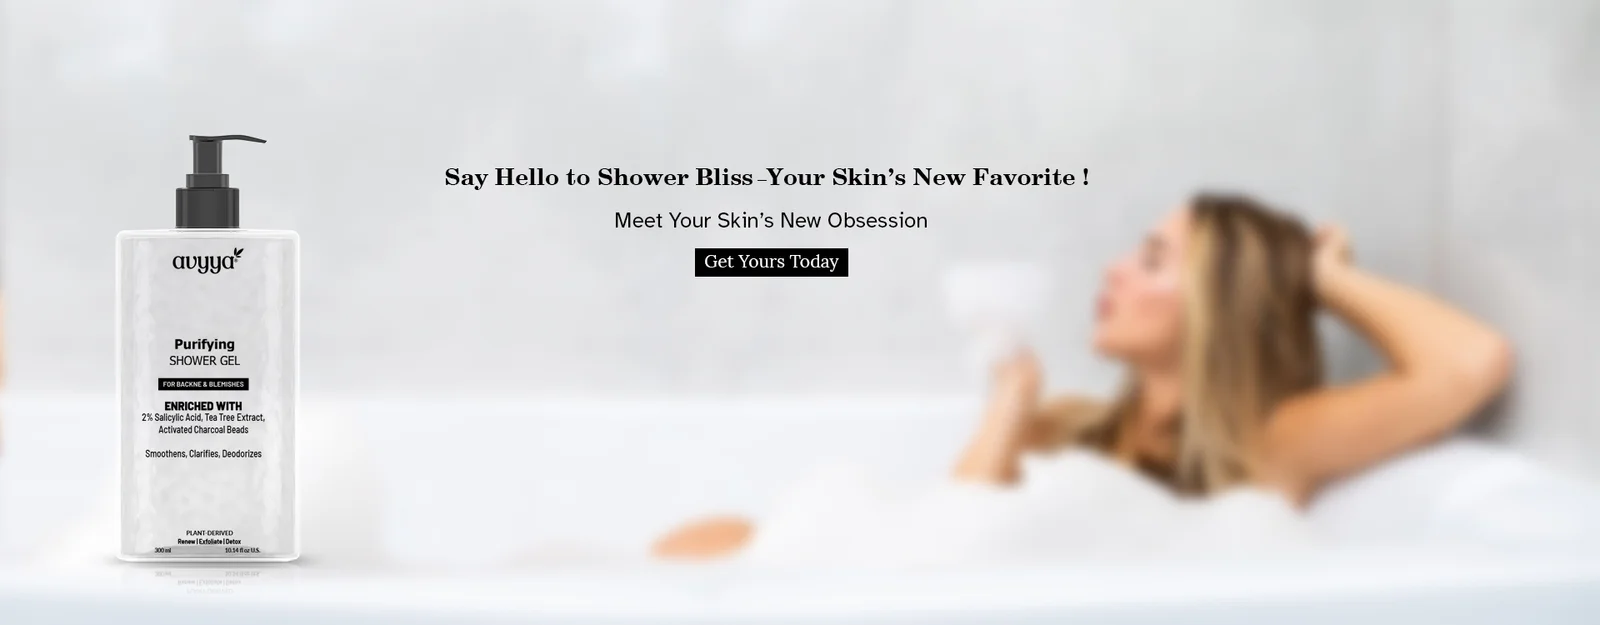 Say Hello to Shower Bliss –Your Skin's New Favorite !
Meet Your Skin's New Obsession
Get Yours Today
avyya
Purifying
SHOWER GEL
FOR BACKNE & BLEMISHES
ENRICHED WITH
2% Salicylic Acid, Tea Tree Extract,
Activated Charcoal Beads
Smoothens, Clarifies, Deodorizes
PLANT-DERIVED
Renew | Exfoliate | Detox
300 ml 10.14 fl oz U.S.